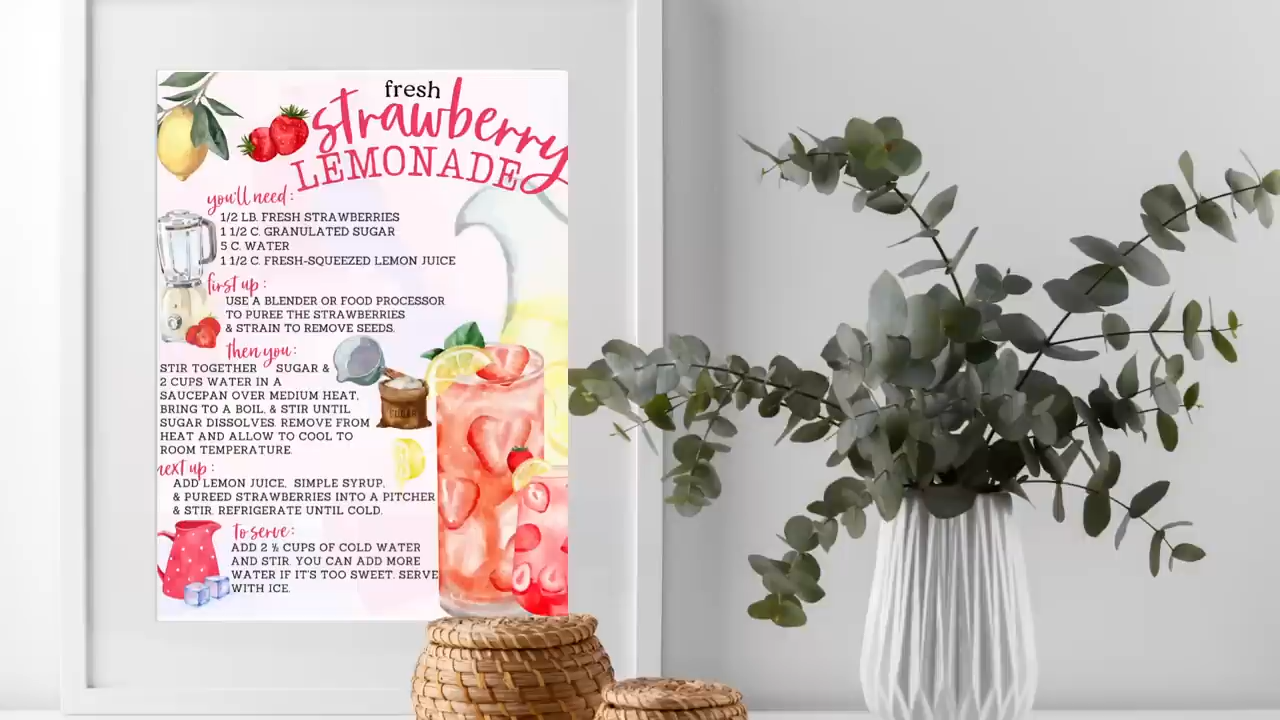 fresh
strawberry
LEMONADE
you'll need:
1/2 LB. FRESH STRAWBERRIES
1 1/2 C. GRANULATED SUGAR
5 C. WATER
1 1/2 C. FRESH-SQUEEZED LEMON JUICE
first up:
USE A BLENDER OR FOOD PROCESSOR
TO PUREE THE STRAWBERRIES
& STRAIN TO REMOVE SEEDS.
then you:
STIR TOGETHER SUGAR &
2 CUPS WATER IN A
SAUCEPAN OVER MEDIUM HEAT,
BRING TO A BOIL, & STIR UNTIL
SUGAR DISSOLVES. REMOVE FROM
HEAT AND ALLOW TO COOL TO
ROOM TEMPERATURE.
next up:
ADD LEMON JUICE, SIMPLE SYRUP,
& PUREED STRAWBERRIES INTO A PITCHER
& STIR. REFRIGERATE UNTIL COLD.
To serve:
ADD 2 ½ CUPS OF COLD WATER
AND STIR. YOU CAN ADD MORE
WATER IF IT'S TOO SWEET. SERVE
WITH ICE.
SUGAR